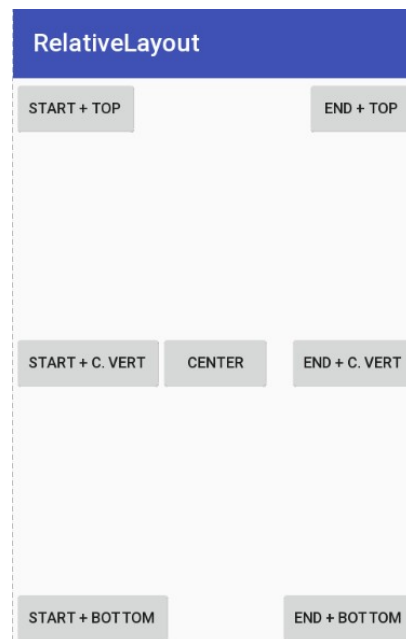 RelativeLayout
START + TOP END + TOP
START + C. VERT CENTER END + C. VERT
START + BOTTOM END + BOTTOM